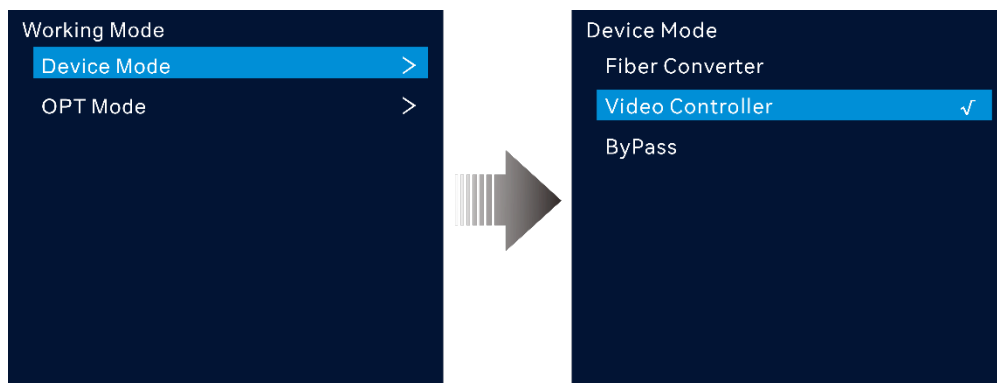 Working Mode
Device Mode >
OPT Mode >
Device Mode
Fiber Converter
Video Controller √
ByPass